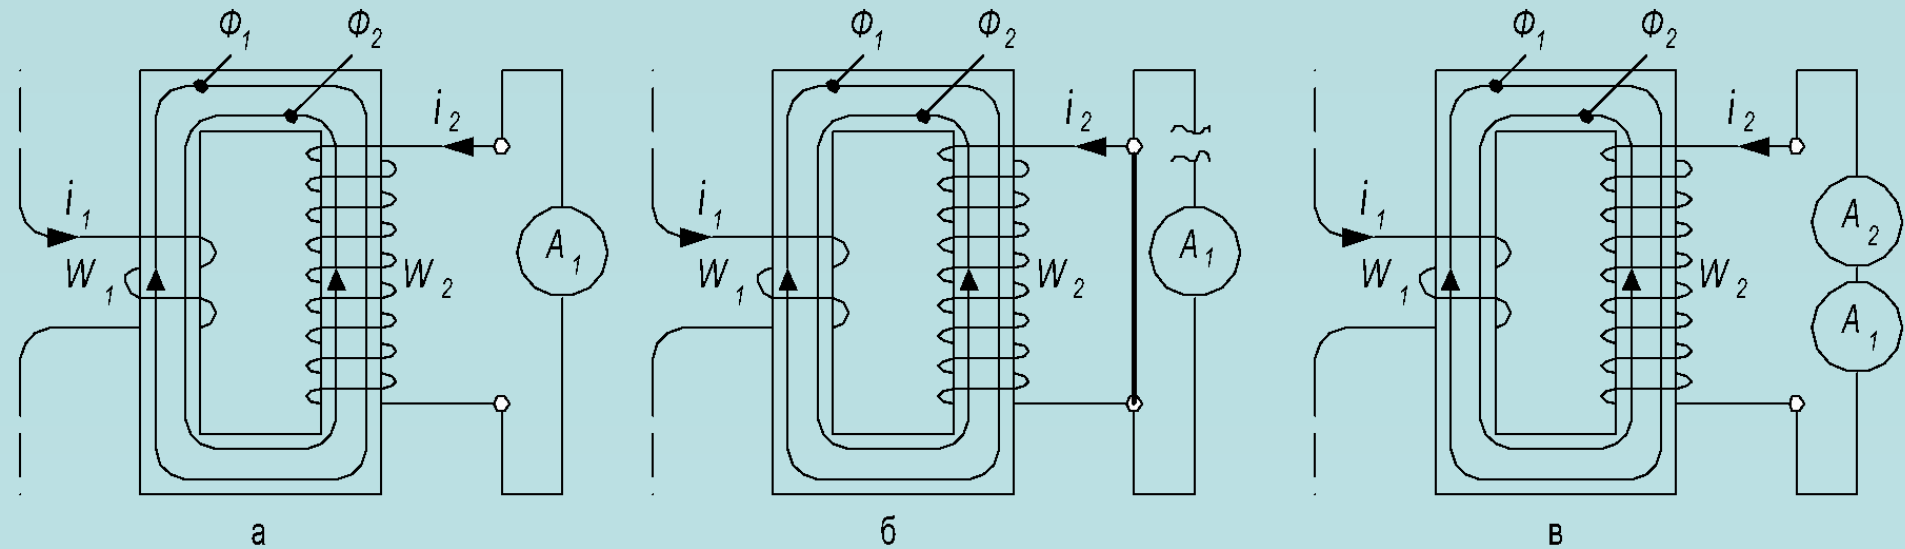 Φ1 Φ2 Φ1 Φ2 Φ1 Φ2
i2 i2 i2
i1 i1 i1
A1 A1 A2
W1 W2 W1 W2 W1 W2
A1
а б в